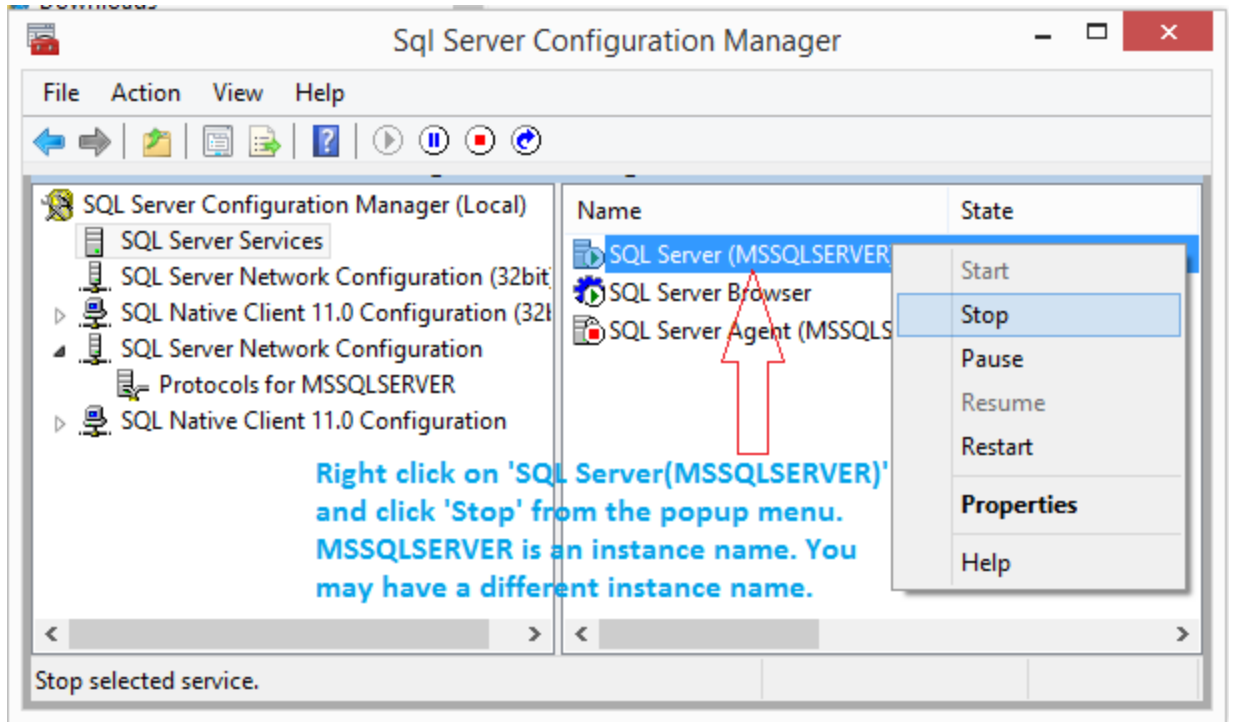 Downloads
Sql Server Configuration Manager
File Action View Help
SQL Server Configuration Manager (Local)
SQL Server Services
SQL Server Network Configuration (32bit
SQL Native Client 11.0 Configuration (32b
SQL Server Network Configuration
Protocols for MSSQLSERVER
SQL Native Client 11.0 Configuration
Name State
SQL Server (MSSQLSERVER)
SQL Server Browser
SQL Server Agent (MSSQLS
Start
Stop
Pause
Resume
Restart
Properties
Help
Right click on 'SQL Server(MSSQLSERVER)'
and click 'Stop' from the popup menu.
MSSQLSERVER is an instance name. You
may have a different instance name.
Stop selected service.